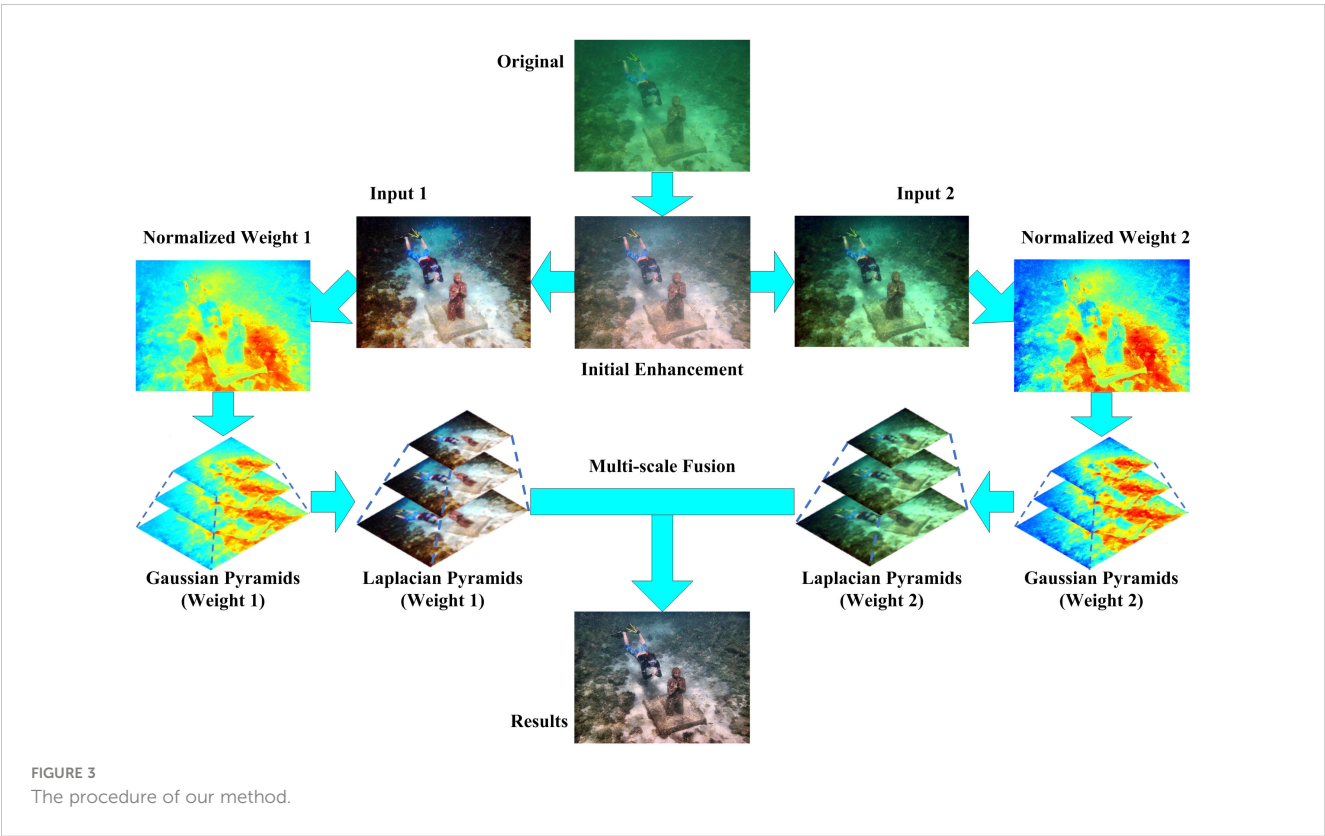 Original
Input 1
Input 2
Normalized Weight 1
Normalized Weight 2
Initial Enhancement
Multi-scale Fusion
Gaussian Pyramids
(Weight 1)
Laplacian Pyramids
(Weight 1)
Laplacian Pyramids
(Weight 2)
Gaussian Pyramids
(Weight 2)
Results
FIGURE 3
The procedure of our method.